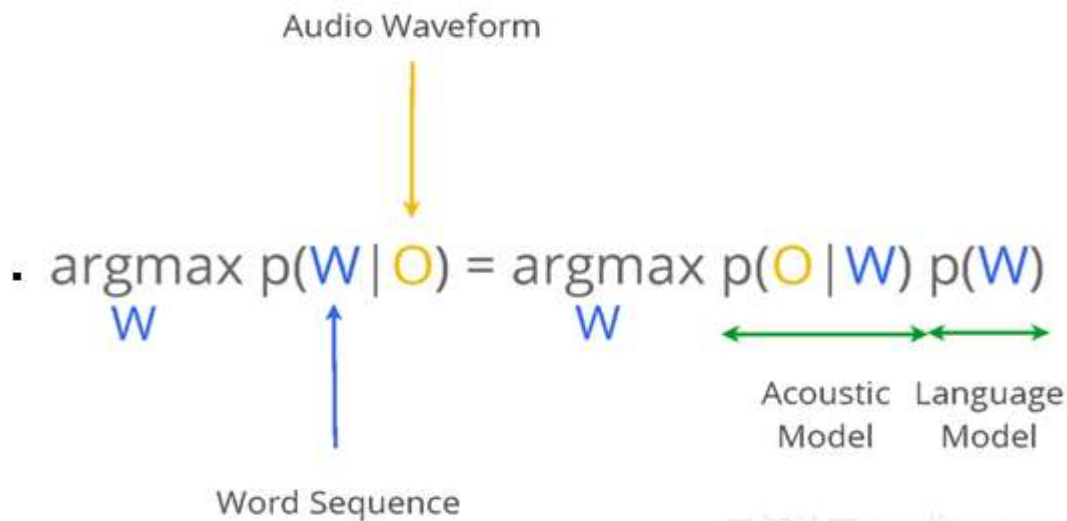 Audio Waveform
▪ argmax p(W|O) = argmax p(O|W) p(W)
W W
Acoustic Language
Model Model
Word Sequence